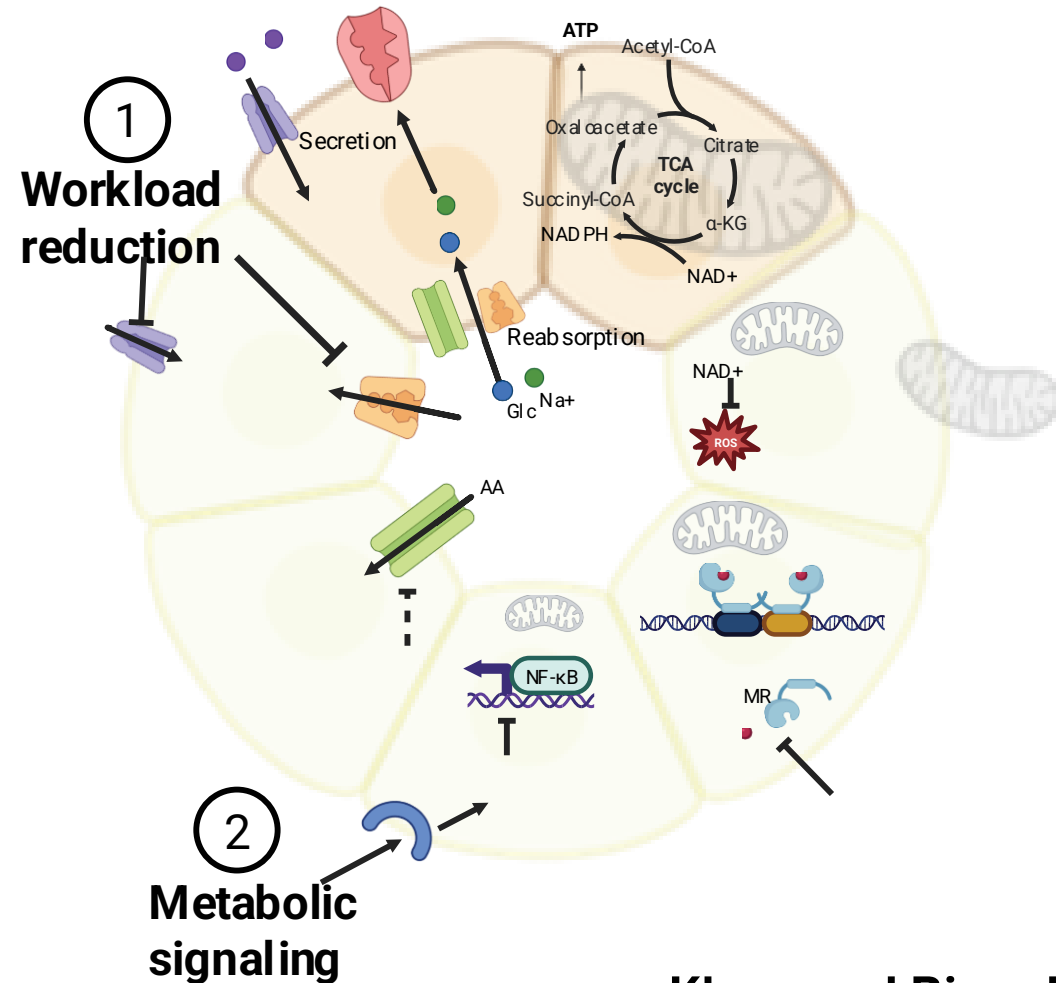 ATP
Acetyl-CoA
1
Secretion
Oxaloacetate
Citrate
TCA
cycle
Workload
reduction
Succinyl-CoA
α-KG
NADPH
NAD+
Reabsorption
NAD+
Glc
Na+
ROS
AA
NF-κB
MR
2
Metabolic
signaling